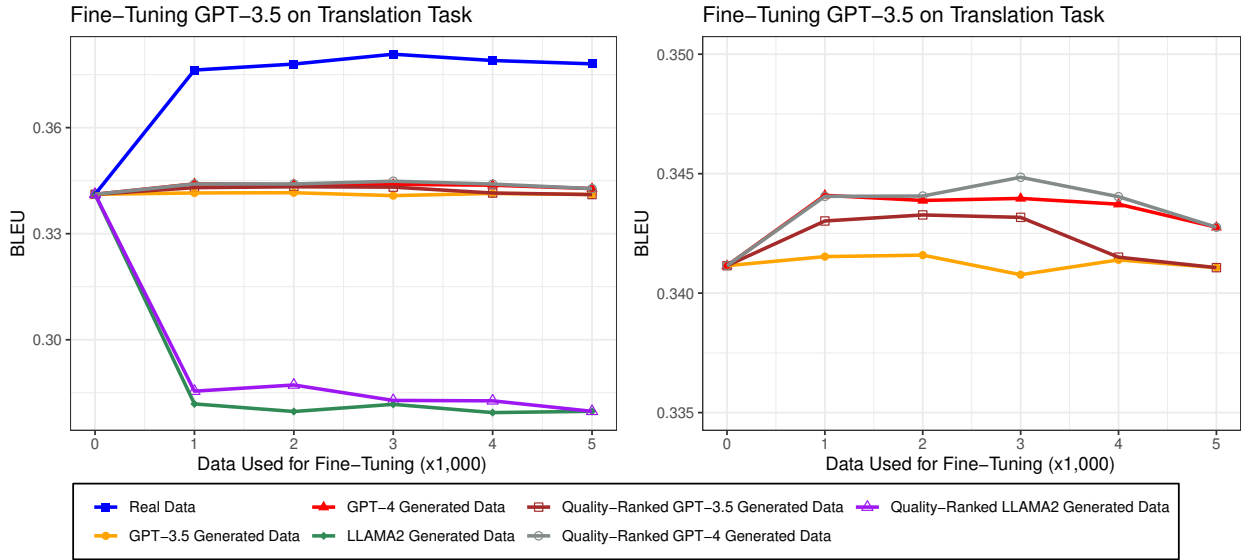 Fine−Tuning GPT−3.5 on Translation Task
BLEU
0.36
0.33
0.30
0 1 2 3 4 5
Data Used for Fine−Tuning (x1,000)
Fine−Tuning GPT−3.5 on Translation Task
BLEU
0.350
0.345
0.340
0.335
0 1 2 3 4 5
Data Used for Fine−Tuning (x1,000)
Real Data GPT−4 Generated Data Quality−Ranked GPT−3.5 Generated Data Quality−Ranked LLAMA2 Generated Data
GPT−3.5 Generated Data LLAMA2 Generated Data Quality−Ranked GPT−4 Generated Data